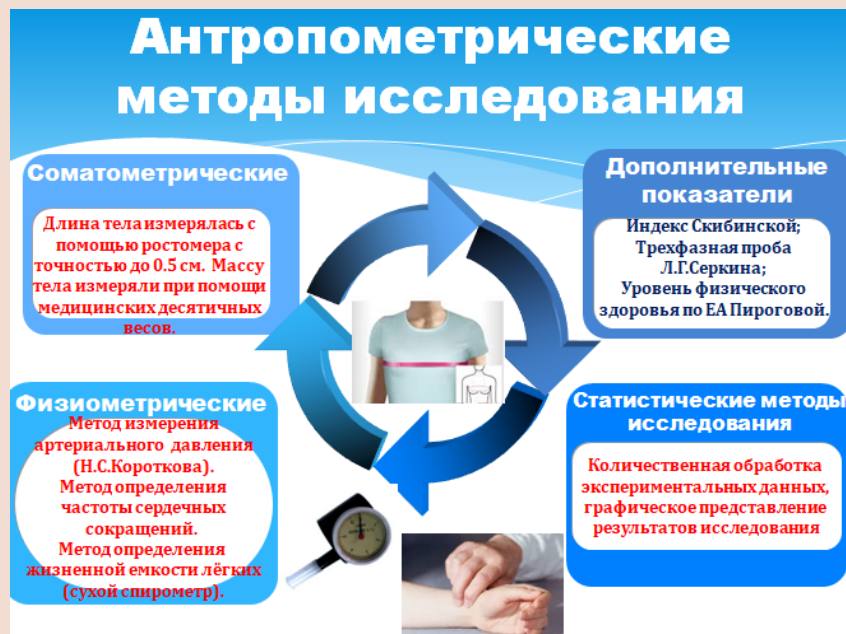 Антропометрические
методы исследования
Соматометрические
Длина тела измерялась с
помощью ростомера с
точностью до 0.5 см. Массу
тела измеряли при помощи
медицинских десятичных
весов.
Дополнительные
показатели
Индекс Скибинской;
Трехфазная проба
Л.Г.Серкина;
Уровень физического
здоровья по ЕА Пироговой.
Физиометрические
Метод измерения
артериального давления
(Н.С.Короткова).
Метод определения
частоты сердечных
сокращений.
Метод определения
жизненной емкости лёгких
(сухой спирометр).
Статистические методы
исследования
Количественная обработка
экспериментальных данных,
графическое представление
результатов исследования